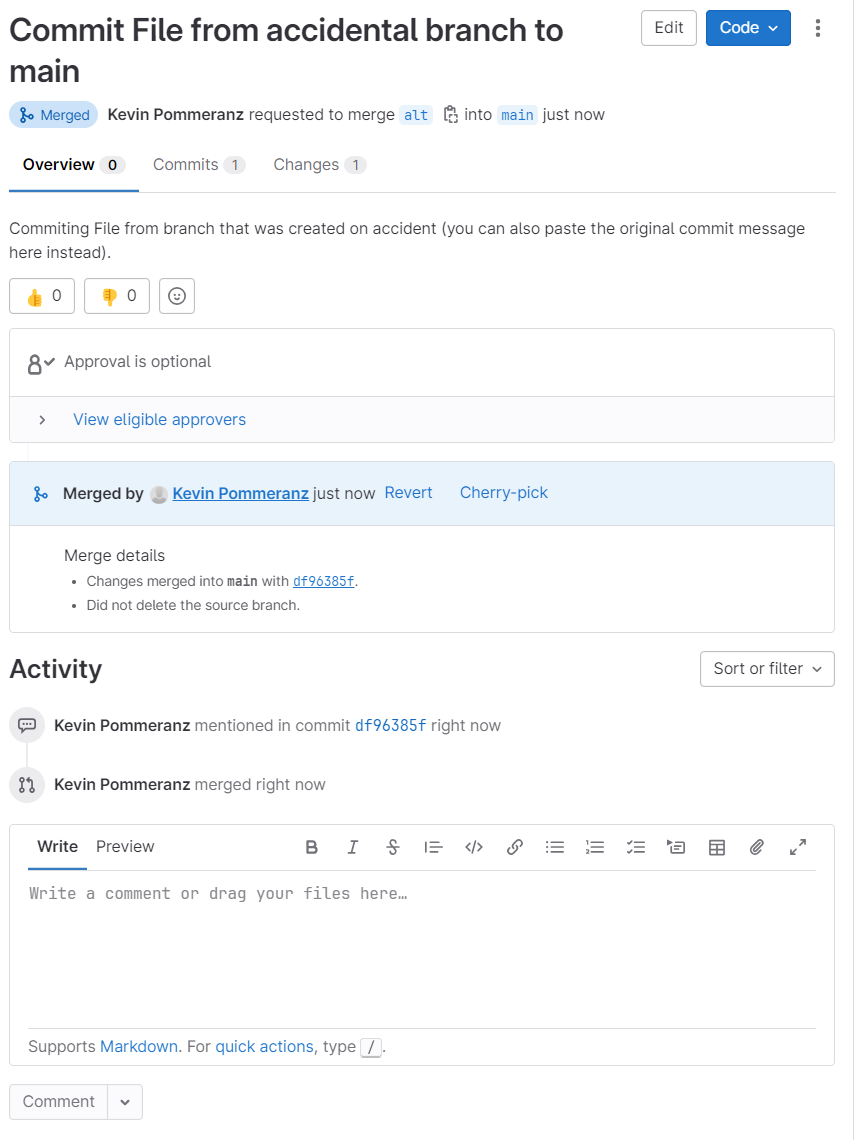 Commit File from accidental branch to
main
Edit
Code
Merged Kevin Pommeranz requested to merge alt into main just now
Overview 0 Commits 1 Changes 1
Commiting File from branch that was created on accident (you can also paste the original commit message
here instead).
0 0
Approval is optional
View eligible approvers
Merged by Kevin Pommeranz just now Revert Cherry-pick
Merge details
• Changes merged into main with df96385f.
• Did not delete the source branch.
Activity
Sort or filter
Kevin Pommeranz mentioned in commit df96385f right now
Kevin Pommeranz merged right now
Write Preview
Write a comment or drag your files here…
Supports Markdown. For quick actions, type /.
Comment